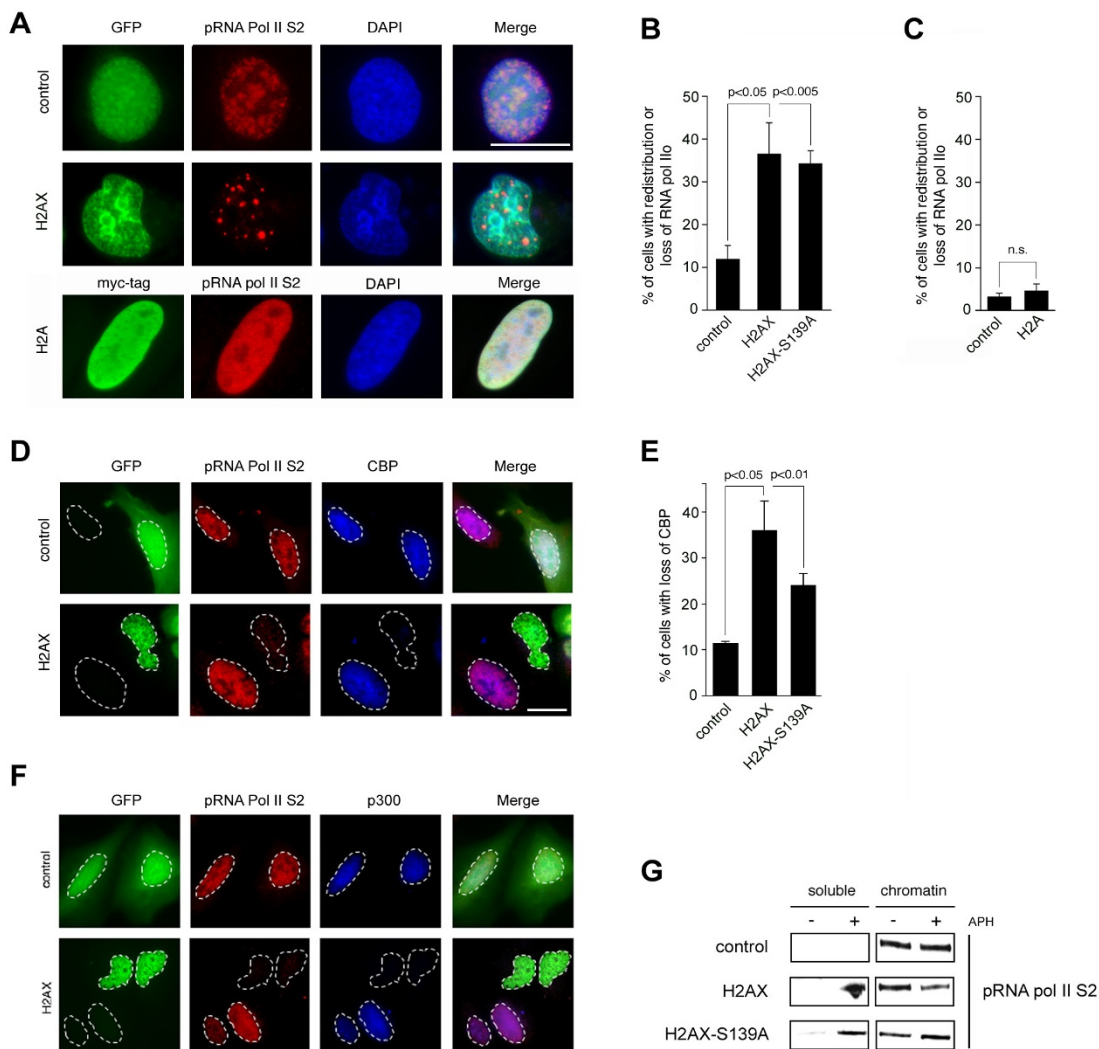 A
GFP pRNA Pol II S2 DAPI Merge
control
H2AX
myc-tag pRNA pol II S2 DAPI Merge
H2A
B
p<0.05 p<0.005
% of cells with redistribution or
loss of RNA pol IIo
50
40
30
20
10
0
control
H2AX
H2AX-S139A
C
% of cells with redistribution or
loss of RNA pol IIo
50
40
30
20
10
0
n.s.
control
H2A
D
GFP pRNA Pol II S2 CBP Merge
control
H2AX
E
p<0.05 p<0.01
% of cells with loss of CBP
40
30
20
10
0
control
H2AX
H2AX-S139A
F
GFP pRNA Pol II S2 p300 Merge
control
H2AX
G
soluble chromatin
- + - + APH
control
H2AX
H2AX-S139A
pRNA pol II S2